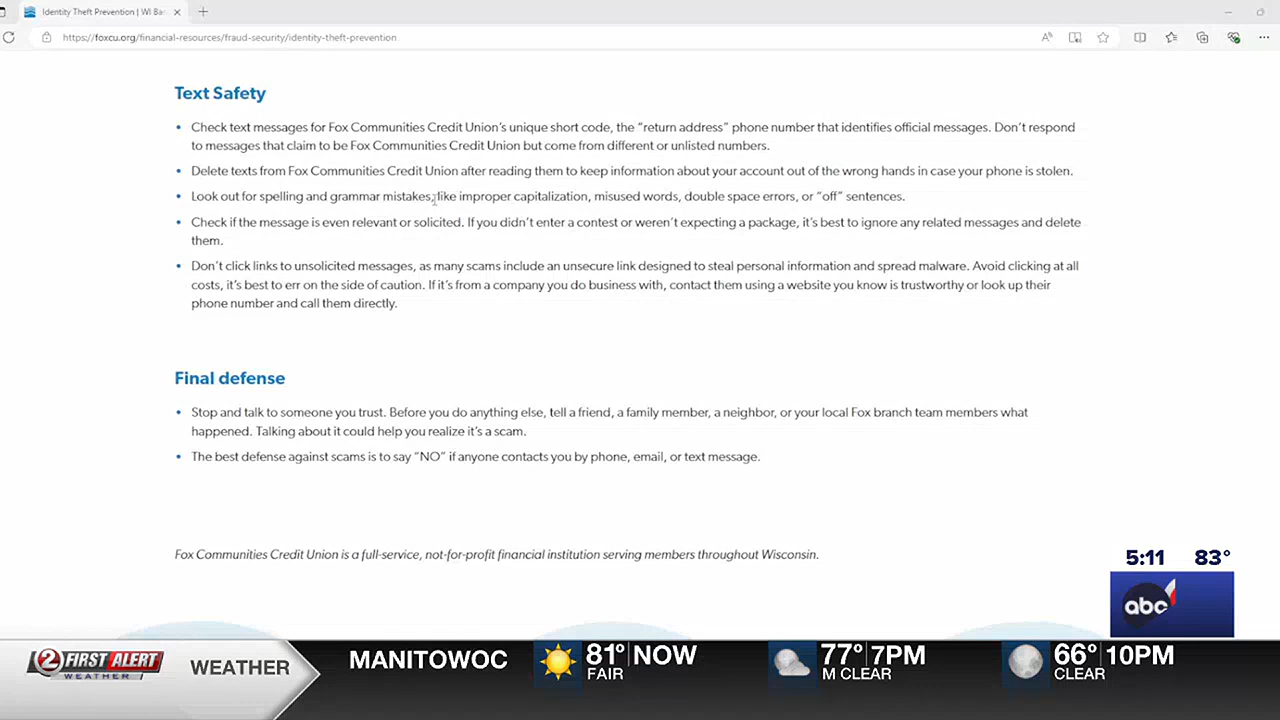 Identity Theft Prevention | WI Ba
https://foxcu.org/financial-resources/fraud-security/identity-theft-prevention
Text Safety
• Check text messages for Fox Communities Credit Union's unique short code, the “return address” phone number that identifies official messages. Don't respond
to messages that claim to be Fox Communities Credit Union but come from different or unlisted numbers.
• Delete texts from Fox Communities Credit Union after reading them to keep information about your account out of the wrong hands in case your phone is stolen.
• Look out for spelling and grammar mistakes, like improper capitalization, misused words, double space errors, or “off” sentences.
• Check if the message is even relevant or solicited. If you didn't enter a contest or weren't expecting a package, it's best to ignore any related messages and delete
them.
• Don't click links to unsolicited messages, as many scams include an unsecure link designed to steal personal information and spread malware. Avoid clicking at all
costs, it's best to err on the side of caution. If it's from a company you do business with, contact them using a website you know is trustworthy or look up their
phone number and call them directly.
Final defense
• Stop and talk to someone you trust. Before you do anything else, tell a friend, a family member, a neighbor, or your local Fox branch team members what
happened. Talking about it could help you realize it's a scam.
• The best defense against scams is to say “NO” if anyone contacts you by phone, email, or text message.
Fox Communities Credit Union is a full-service, not-for-profit financial institution serving members throughout Wisconsin.
5:11 83°
abc
2 FIRST ALERT
WEATHER
WEATHER
MANITOWOC
81° NOW
FAIR
77° 7PM
M CLEAR
66° 10PM
CLEAR